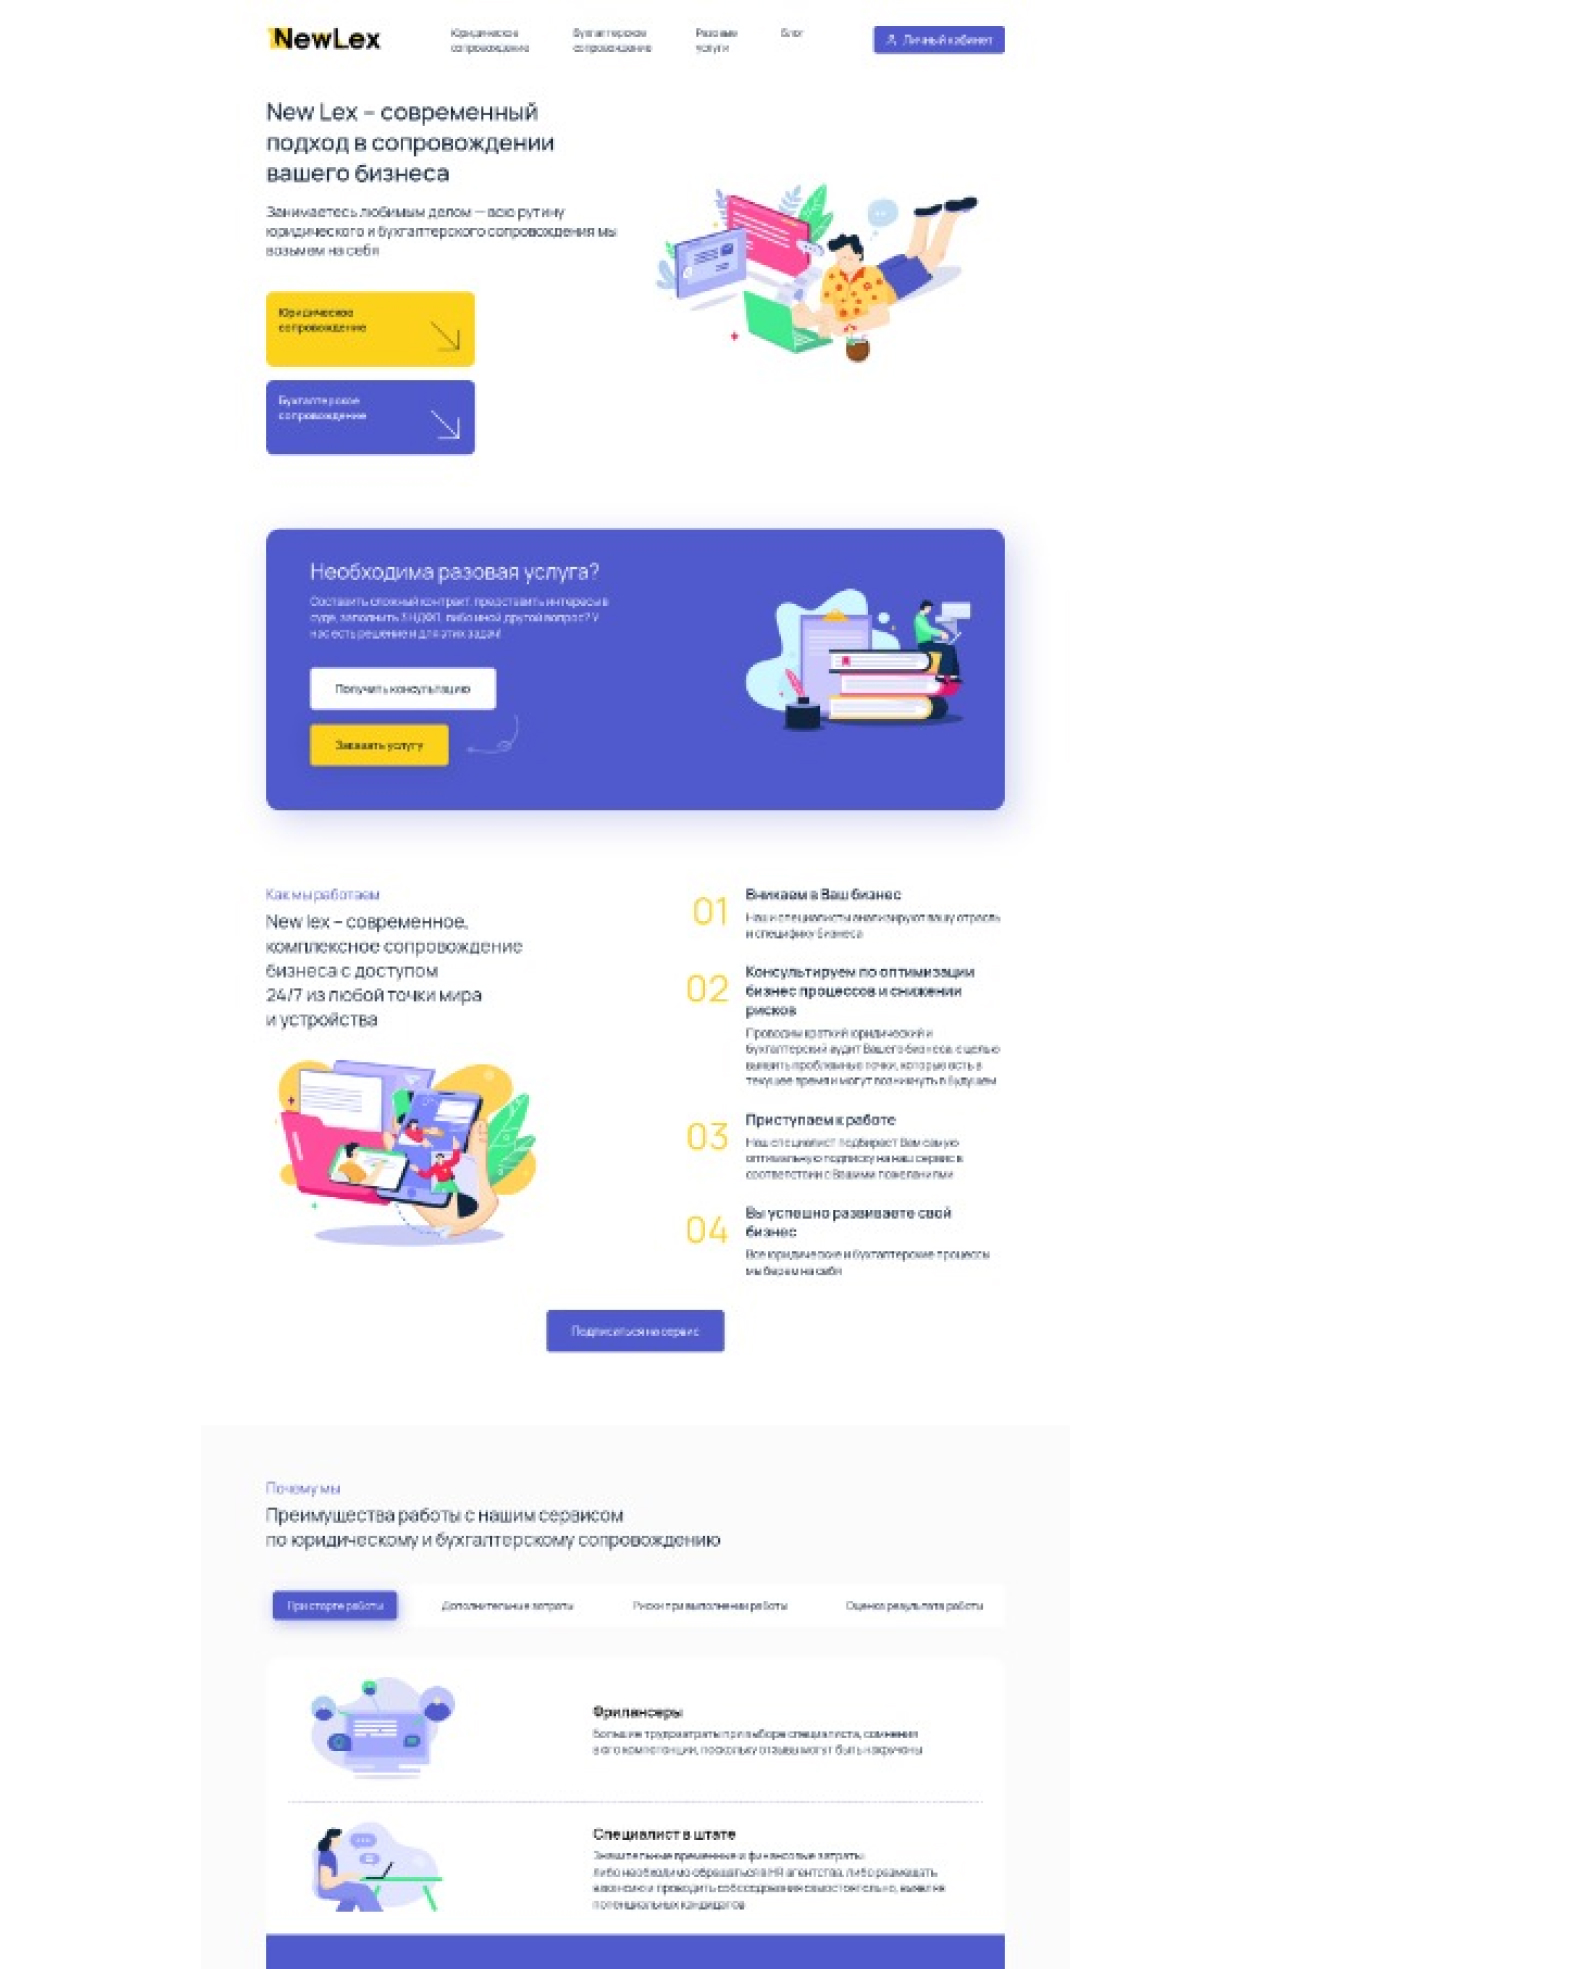 NewLex
Юридическое
сопровождение
Бухгалтерское
сопровождение
Разовые
услуги
Блог
Личный кабинет
New Lex – современный
подход в сопровождении
вашего бизнеса
Занимаетесь любимым делом — всю рутину
юридического и бухгалтерского сопровождения мы
возьмем на себя
Юридическое
сопровождение
Бухгалтерское
сопровождение
Необходима разовая услуга?
Составить сложный контракт, представить интересы в
суде, заполнить 3 НДФЛ, либо иной другой вопрос? У
нас есть решение и для этих задач!
Получить консультацию
Заказать услугу
Как мы работаем
New lex – современное,
комплексное сопровождение
бизнеса с доступом
24/7 из любой точки мира
и устройства
01
Вникаем в Ваш бизнес
Наши специалисты анализируют вашу отрасль
и специфику бизнеса
02
Консультируем по оптимизации
бизнес процессов и снижении
рисков
Проводим краткий юридический и
бухгалтерский аудит Вашего бизнеса, с целью
выявить проблемные точки, которые есть в
текущее время и могут возникнуть в будущем
03
Приступаем к работе
Наш специалист подбирает Вам самую
оптимальную подписку на наш сервис в
соответствии с Вашими пожеланиями
04
Вы успешно развиваете свой
бизнес
Все юридические и бухгалтерские процессы
мы берем на себя
Подписаться на сервис
Почему мы
Преимущества работы с нашим сервисом
по юридическому и бухгалтерскому сопровождению
При старте работы
Дополнительные затраты
Риски при выполнении работы
Оценка результата работы
Фрилансеры
Большие трудозатраты при выборе специалиста, сомнения
в его компетенции, поскольку отзывы могут быть накручены
Специалист в штате
Значительные временные и финансовые затраты:
либо необходимо обращаться в HR агентства, либо размещать
вакансию и проводить собеседования самостоятельно, выявляя
потенциальных кандидатов